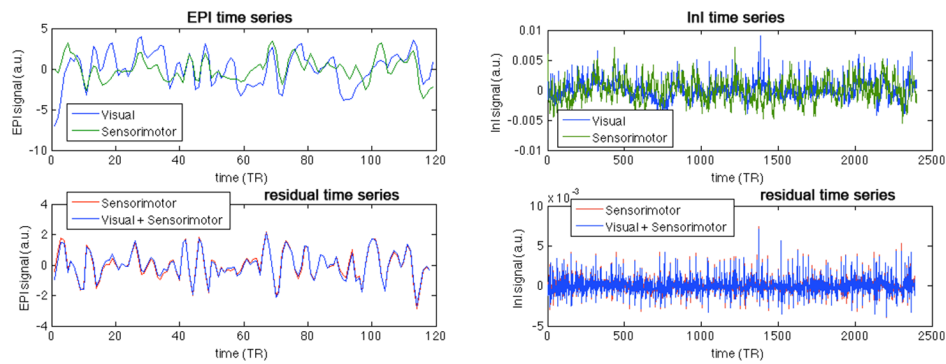 EPI time series
EPI signal (a.u.)
5
0
-5
-10
Visual
Sensorimotor
0 20 40 60 80 100 120
time (TR)
InI time series
InI signal (a.u.)
0.01
0.005
0
-0.005
-0.01
Visual
Sensorimotor
0 500 1000 1500 2000 2500
time (TR)
residual time series
EPI signal (a.u.)
4
2
0
-2
-4
Sensorimotor
Visual + Sensorimotor
0 20 40 60 80 100 120
time (TR)
residual time series
x 10⁻³
InI signal (a.u.)
10
5
0
-5
Sensorimotor
Visual + Sensorimotor
0 500 1000 1500 2000 2500
time (TR)